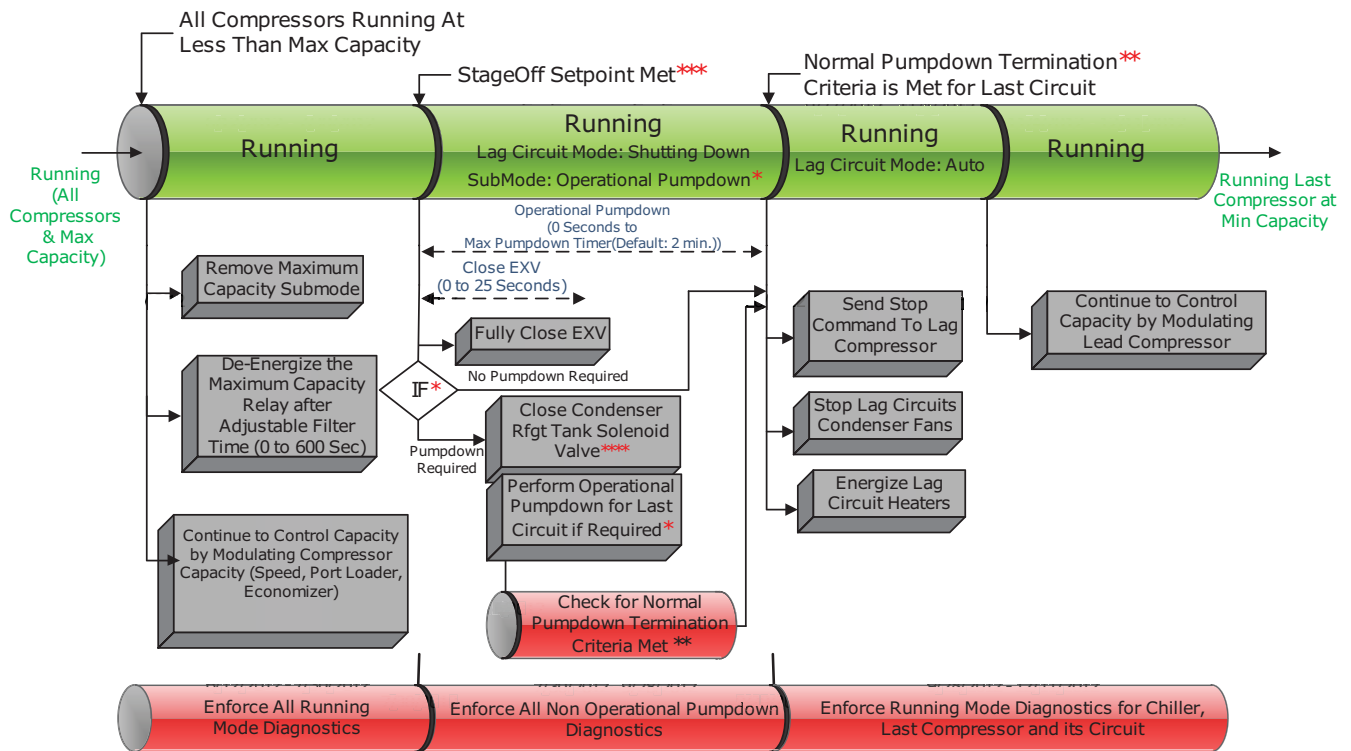 All Compressors Running At
Less Than Max Capacity
StageOff Setpoint Met***
Normal Pumpdown Termination**
Criteria is Met for Last Circuit
Running
(All
Compressors
& Max
Capacity)
Running
Running
Lag Circuit Mode: Shutting Down
SubMode: Operational Pumpdown*
Running
Lag Circuit Mode: Auto
Running
Running Last
Compressor at
Min Capacity
Operational Pumpdown
(0 Seconds to
Max Pumpdown Timer(Default: 2 min.))
Close EXV
(0 to 25 Seconds)
Remove Maximum
Capacity Submode
De-Energize the
Maximum Capacity
Relay after
Adjustable Filter
Time (0 to 600 Sec)
Continue to Control Capacity
by Modulating Compressor
Capacity (Speed, Port Loader,
Economizer)
Fully Close EXV
IF*
No Pumpdown Required
Pumpdown
Required
Close Condenser
Rfgt Tank Solenoid
Valve****
Perform Operational
Pumpdown for Last
Circuit if Required*
Check for Normal
Pumpdown Termination
Criteria Met **
Send Stop
Command To Lag
Compressor
Stop Lag Circuits
Condenser Fans
Energize Lag
Circuit Heaters
Continue to Control
Capacity by Modulating
Lead Compressor
Enforce All Running
Mode Diagnostics
Enforce All Non Operational Pumpdown
Diagnostics
Enforce Running Mode Diagnostics for Chiller,
Last Compressor and its Circuit